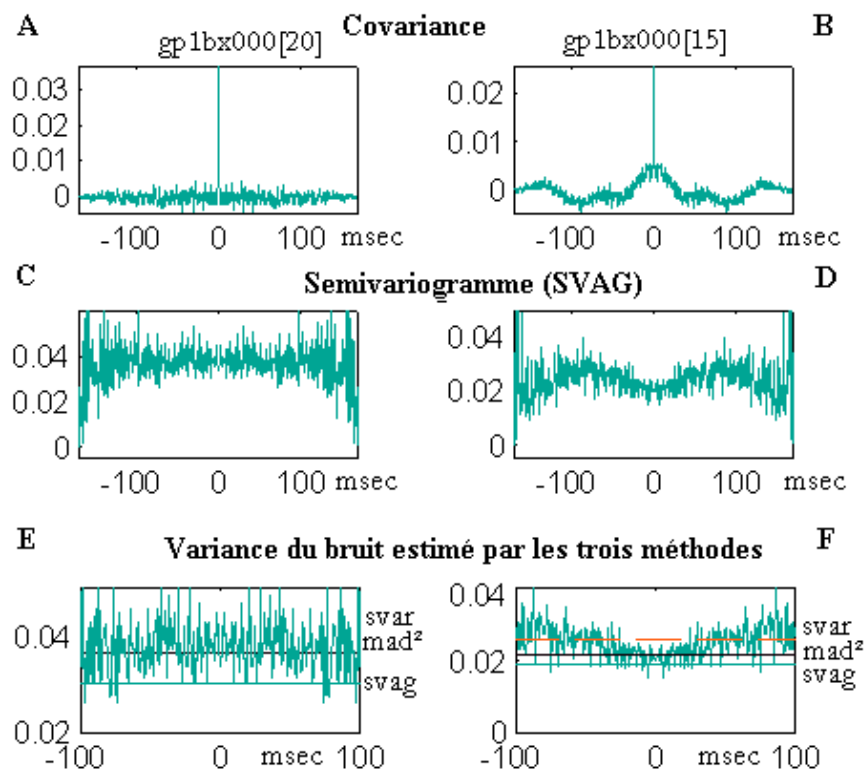 A Covariance B
gp1bx000[20] gp1bx000[15]
0.03
0.02
0.01
0
0.02
0.01
0
-100 0 100 msec
-100 0 100 msec
C Semivariogramme (SVAG) D
0.04
0.02
0
0.04
0.02
0
-100 0 100 msec
-100 0 100 msec
E Variance du bruit estimé par les trois méthodes F
0.04
0.02
svar
mad²
svag
0.04
0.02
0
svar
mad²
svag
-100 0 msec 100
-100 0 msec 100